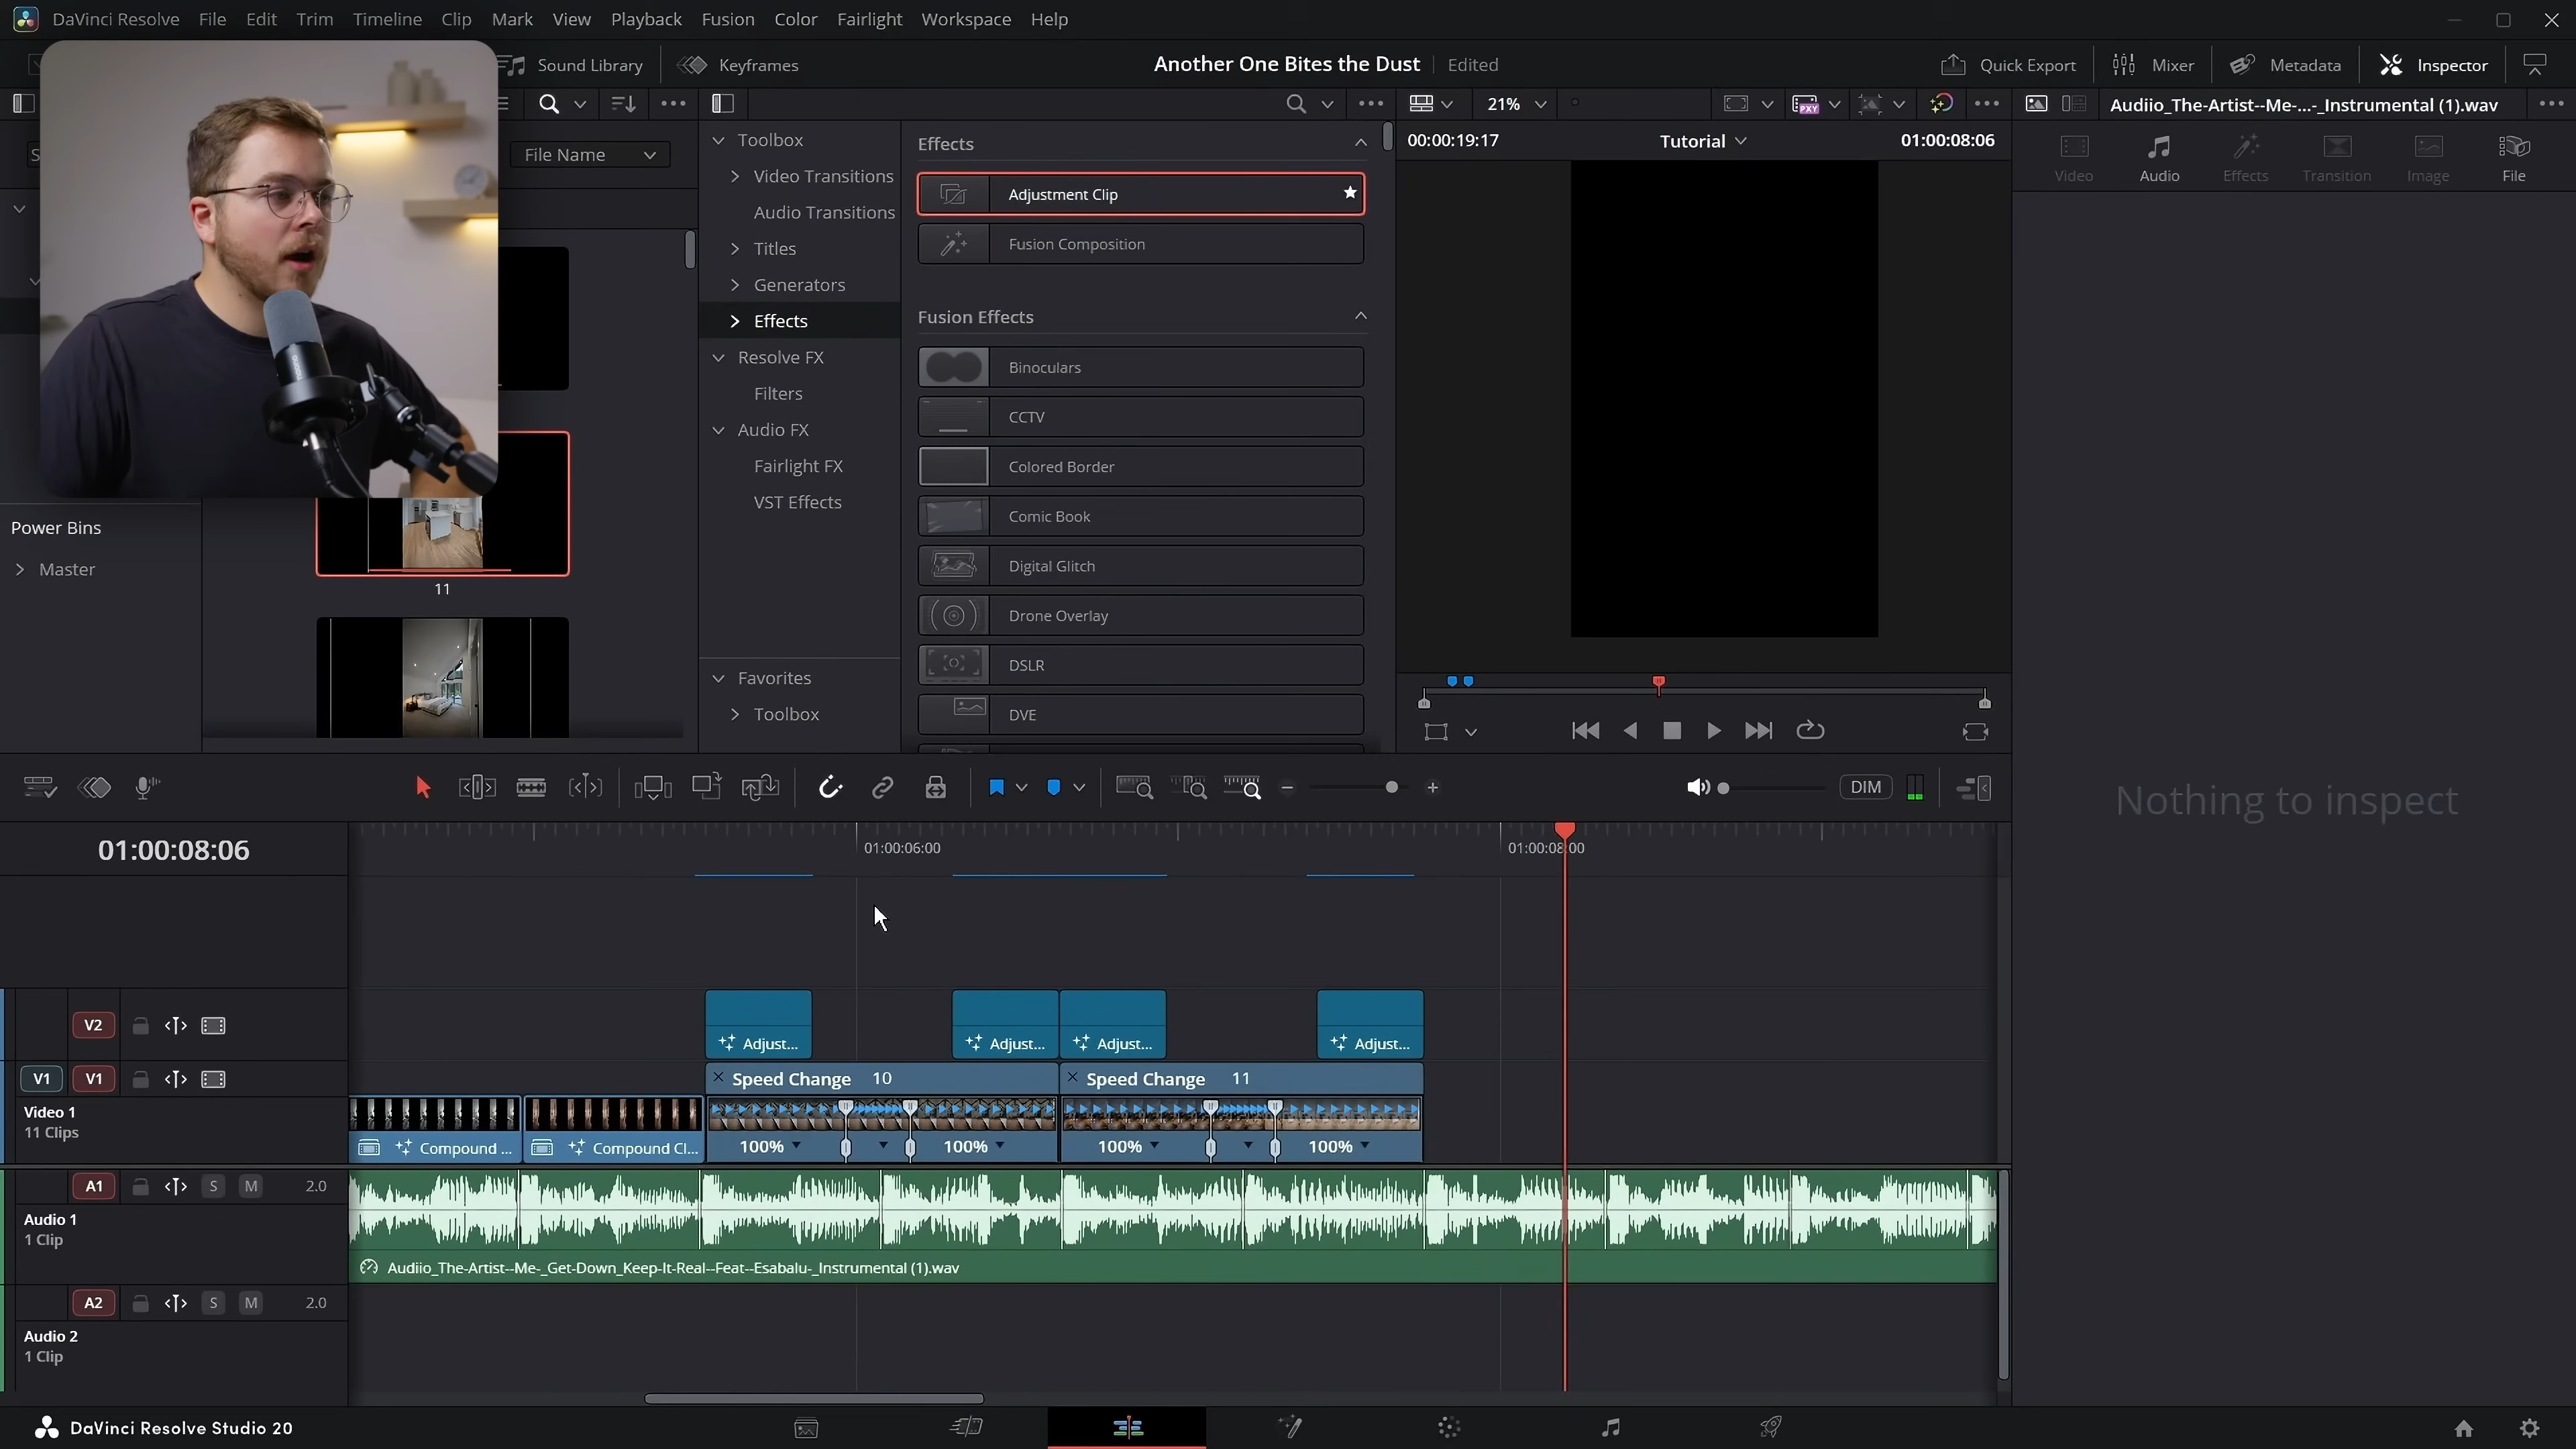 DaVinci Resolve File Edit Trim Timeline Clip Mark View Playback Fusion Color Fairlight Workspace Help
Sound Library Keyframes Another One Bites the Dust Edited Quick Export Mixer Metadata Inspector
21% Audiio_The-Artist--Me-...-_Instrumental (1).wav
File Name
Toolbox
Video Transitions
Audio Transitions
Titles
Generators
Effects
Resolve FX
Filters
Audio FX
Fairlight FX
VST Effects
Favorites
Toolbox
Effects
Adjustment Clip
Fusion Composition
Fusion Effects
Binoculars
CCTV
Colored Border
Comic Book
Digital Glitch
Drone Overlay
DSLR
DVE
00:00:19:17 Tutorial 01:00:08:06
Video Audio Effects Transition Image File
Nothing to inspect
Power Bins
Master
11
DIM
01:00:08:06
01:00:06:00 01:00:08:00
V2
Adjust... Adjust... Adjust... Adjust...
V1 V1
Speed Change 10 Speed Change 11
Video 1
11 Clips
Compound ... Compound Cl... 100% 100% 100% 100%
A1 S M 2.0
Audio 1
1 Clip
Audiio_The-Artist--Me-_Get-Down_Keep-It-Real--Feat--Esabalu-_Instrumental (1).wav
A2 S M 2.0
Audio 2
1 Clip
DaVinci Resolve Studio 20